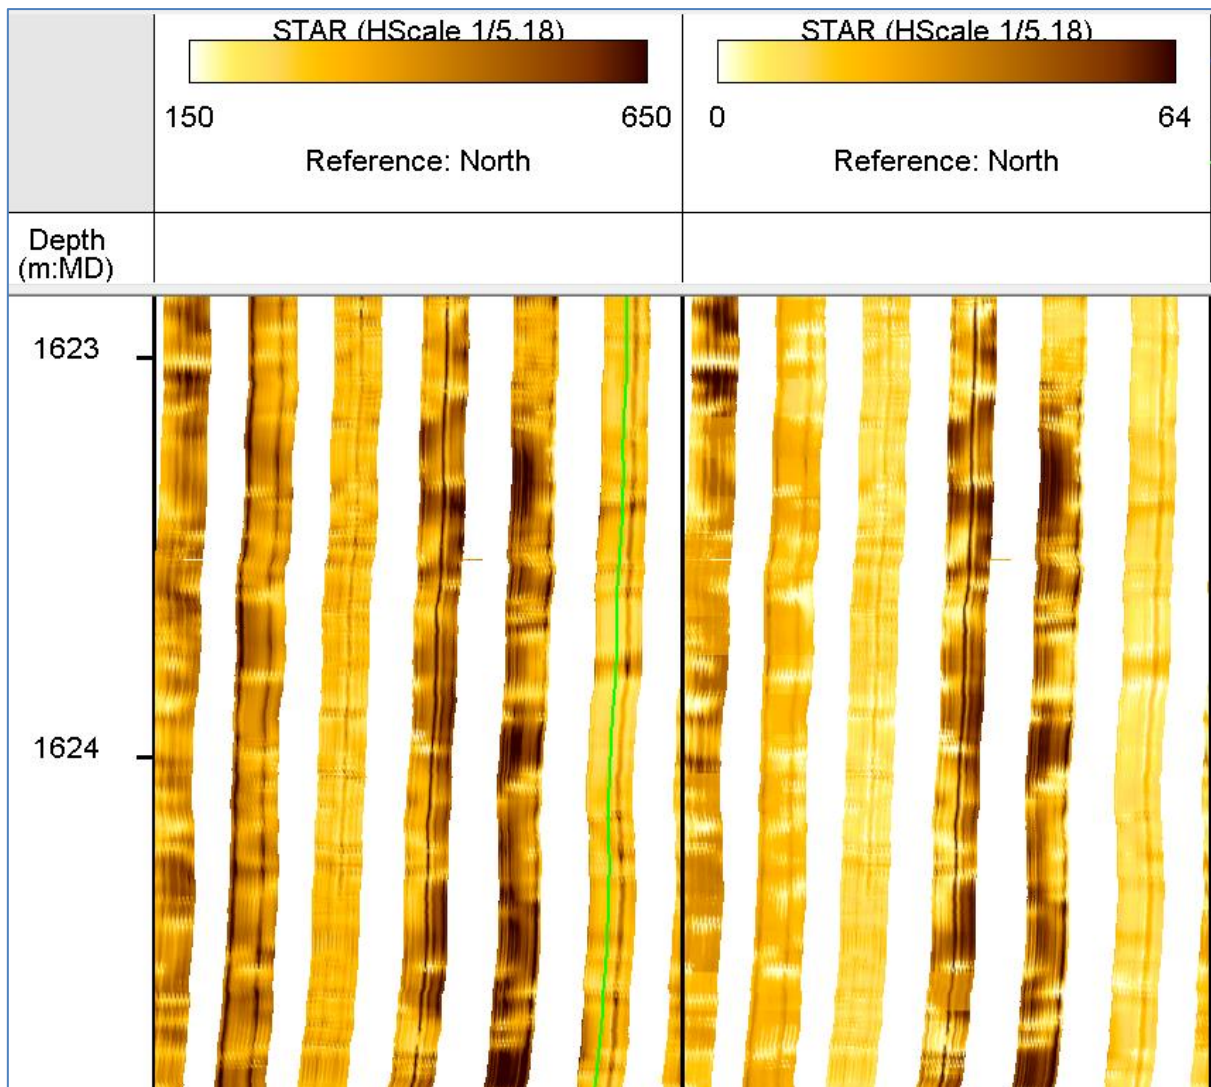 STAR (HScale 1/5.18)
150 650
Reference: North
STAR (HScale 1/5.18)
0 64
Reference: North
Depth
(m:MD)
1623
1624